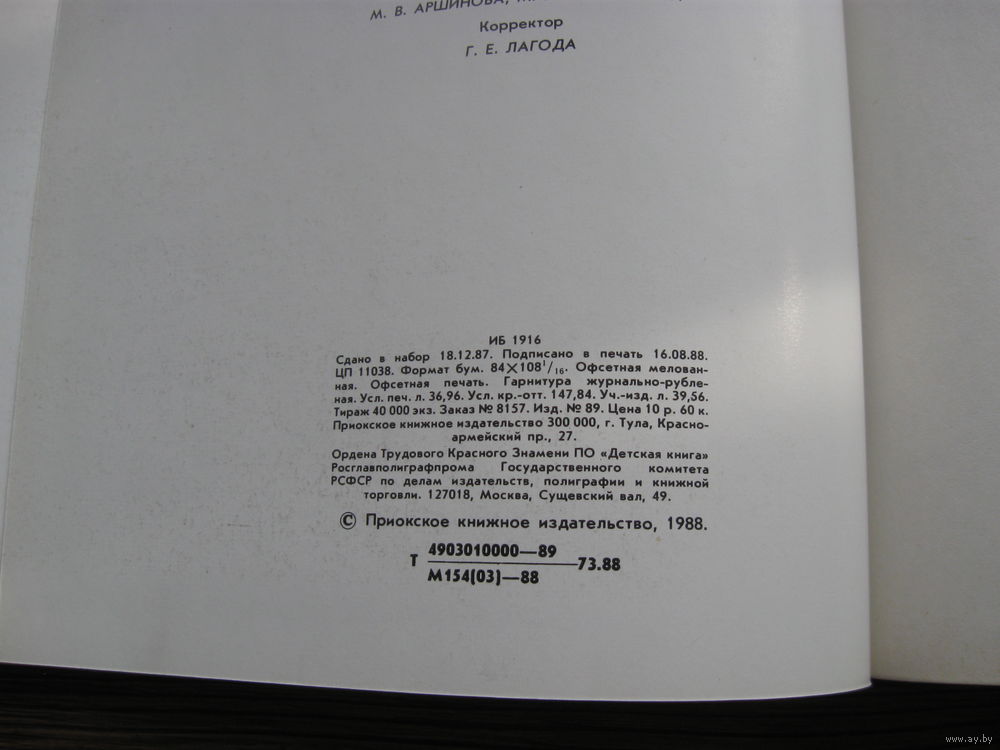 М. В. АРШИНОВА,
Корректор
Г. Е. ЛАГОДА
ИБ 1916
Сдано в набор 18.12.87. Подписано в печать 16.08.88.
ЦП 11038. Формат бум. 84×108¹/₁₆. Офсетная мелован-
ная. Офсетная печать. Гарнитура журнально-рубле-
ная. Усл. печ. л. 36,96. Усл. кр.-отт. 147,84. Уч.-изд. л. 39,56.
Тираж 40 000 экз. Заказ № 8157. Изд. № 89. Цена 10 р. 60 к.
Приокское книжное издательство 300 000, г. Тула, Красно-
армейский пр., 27.
Ордена Трудового Красного Знамени ПО «Детская книга»
Росглавполиграфпрома Государственного комитета
РСФСР по делам издательств, полиграфии и книжной
торговли. 127018, Москва, Сущевский вал, 49.
© Приокское книжное издательство, 1988.
Т 4903010000—89
М154(03)—88 73.88
www.ay.by